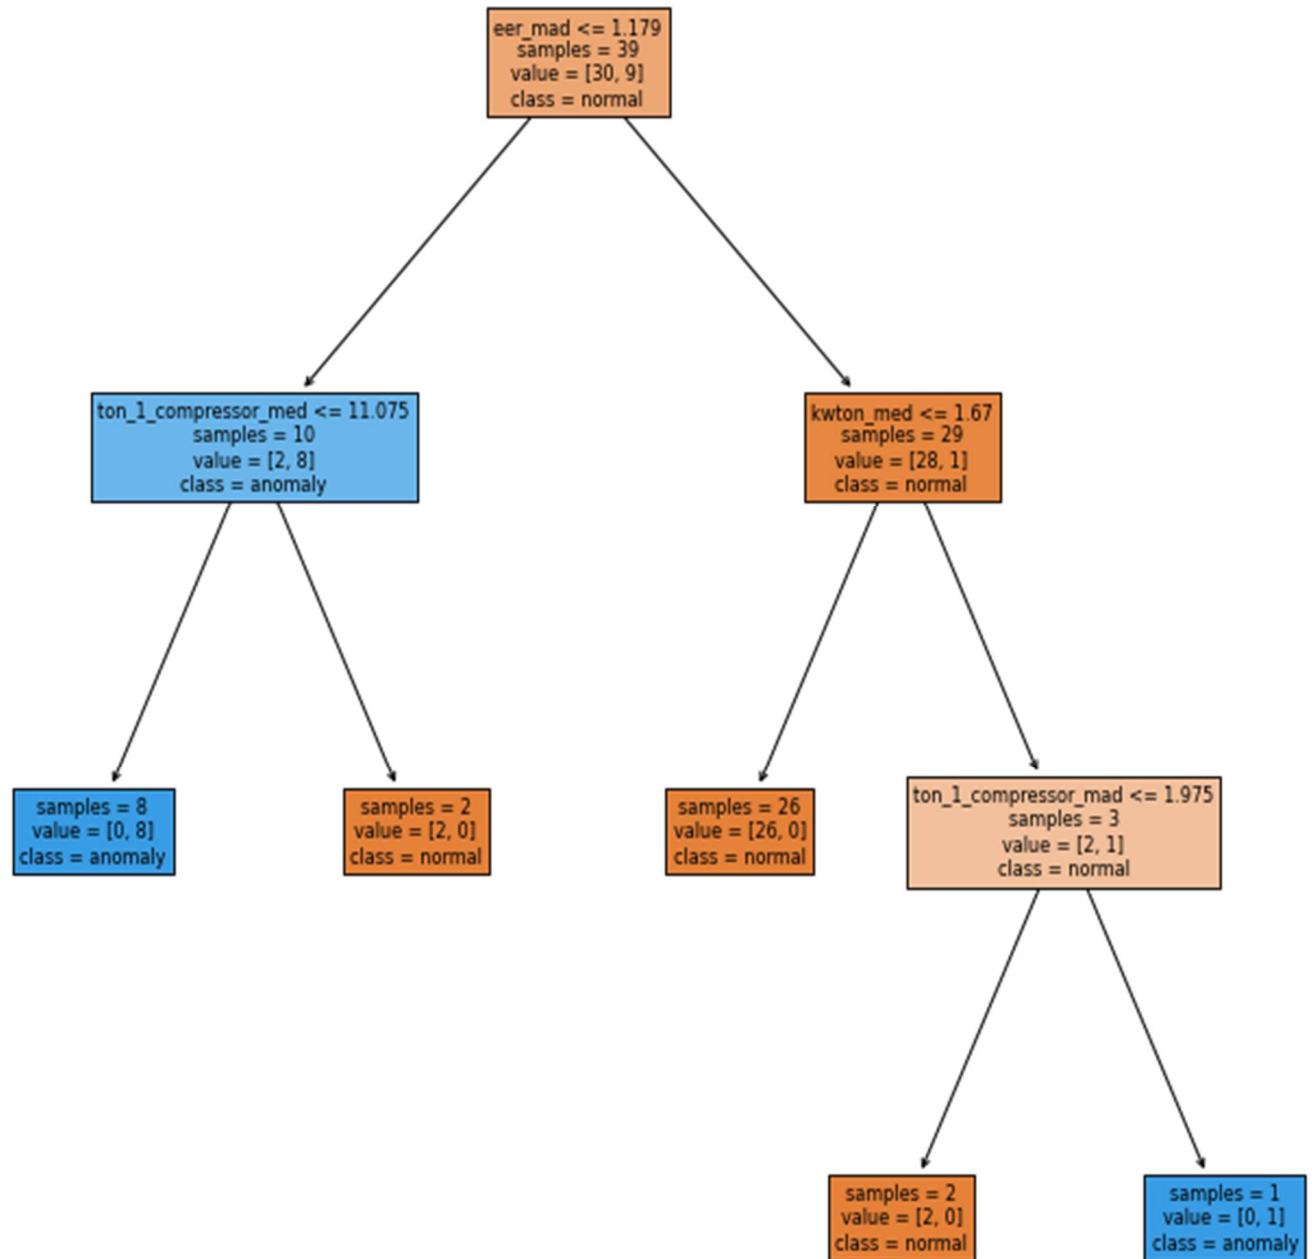 eer_mad <= 1.179
samples = 39
value = [30, 9]
class = normal
ton_1_compressor_med <= 11.075
samples = 10
value = [2, 8]
class = anomaly
kwton_med <= 1.67
samples = 29
value = [28, 1]
class = normal
samples = 8
value = [0, 8]
class = anomaly
samples = 2
value = [2, 0]
class = normal
samples = 26
value = [26, 0]
class = normal
ton_1_compressor_mad <= 1.975
samples = 3
value = [2, 1]
class = normal
samples = 2
value = [2, 0]
class = normal
samples = 1
value = [0, 1]
class = anomaly